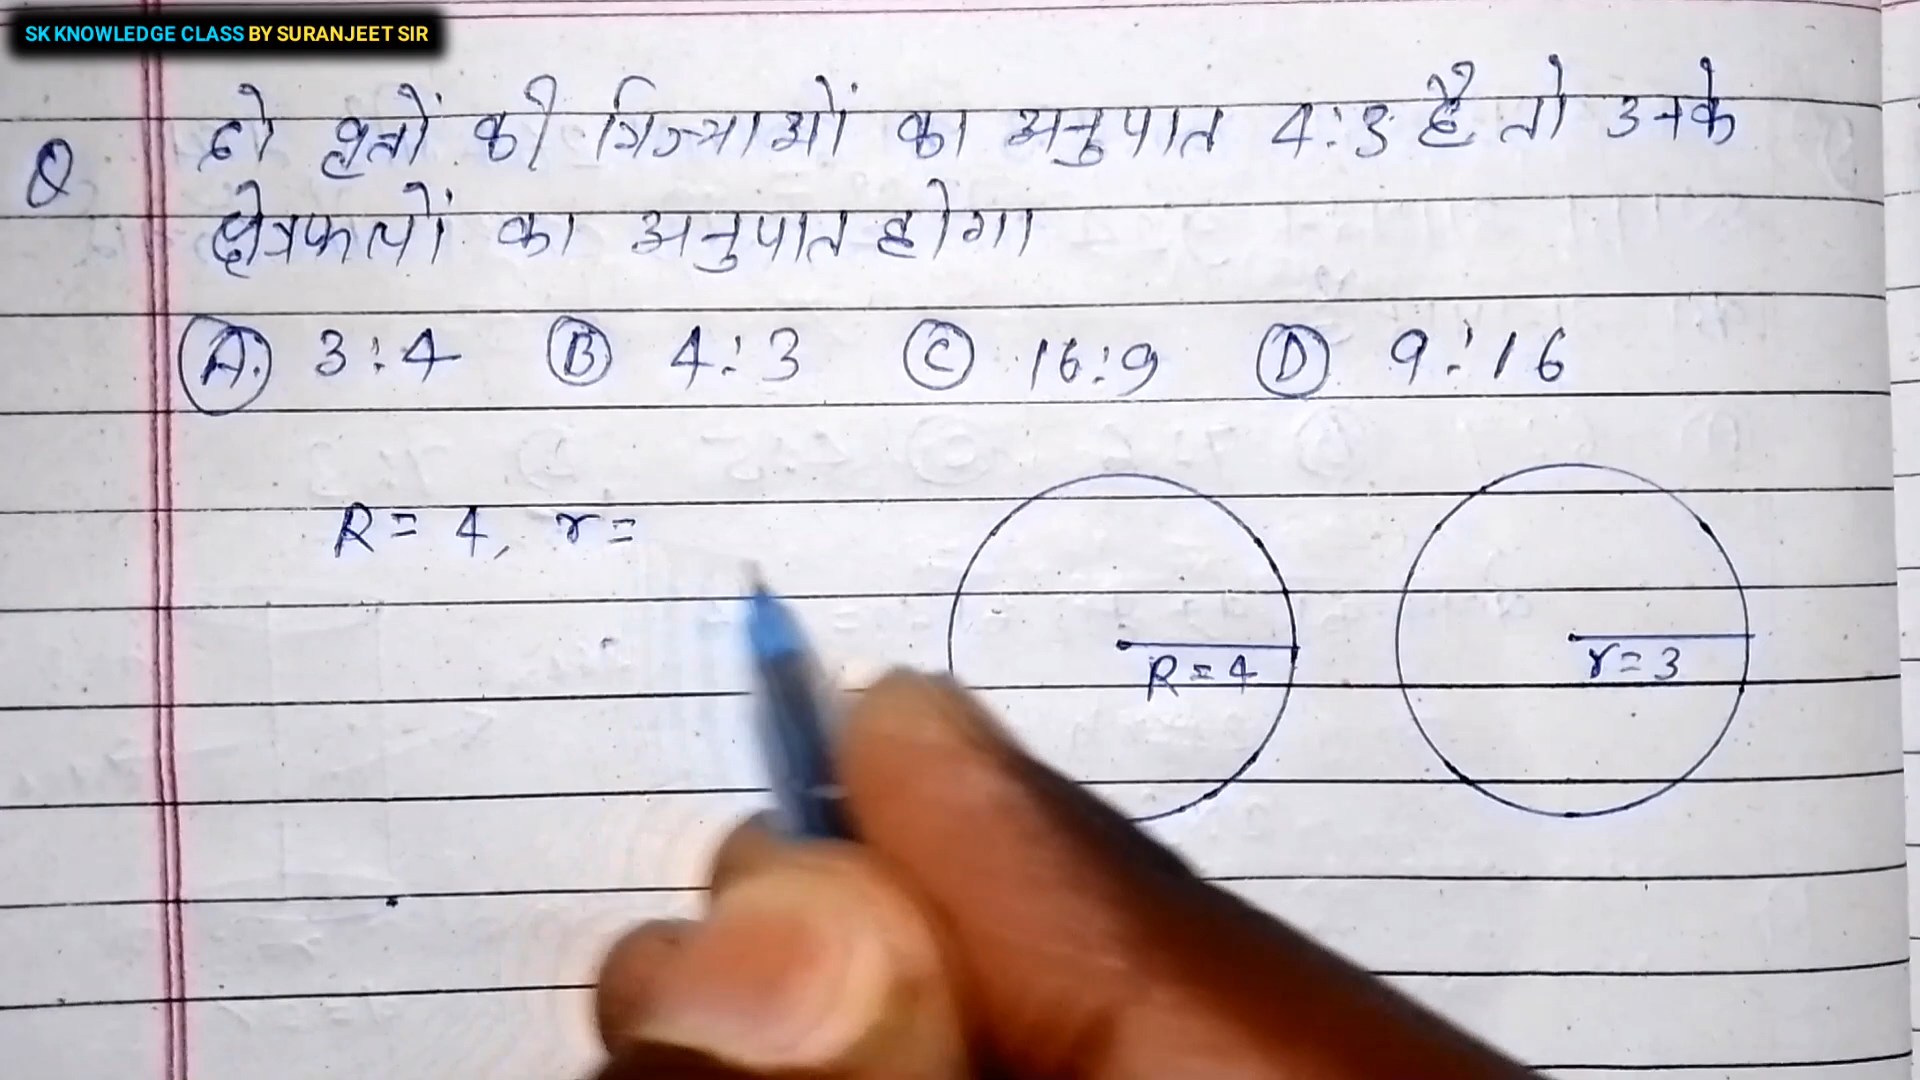 SK KNOWLEDGE CLASS BY SURANJEET SIR
Q दो वृत्तों की त्रिज्याओं का अनुपात 4:3 है तो उनके
क्षेत्रफलों का अनुपात होगा
(A.) 3:4 (B) 4:3 (C) 16:9 (D) 9:16
R = 4, r =
R = 4
r = 3